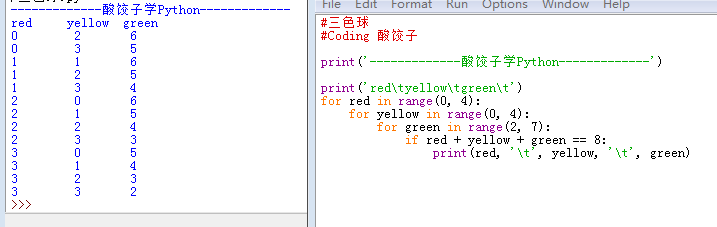 --------------酸饺子学Python--------------
red yellow green
0 2 6
0 3 5
1 1 6
1 2 5
1 3 4
2 0 6
2 1 5
2 2 4
2 3 3
3 0 5
3 1 4
3 2 3
3 3 2
>>>
File Edit Format Run Options Window Help
#三色球
#Coding 酸饺子
print('--------------酸饺子学Python--------------')
print('red\tyellow\tgreen\t')
for red in range(0, 4):
    for yellow in range(0, 4):
        for green in range(2, 7):
            if red + yellow + green == 8:
                print(red, '\t', yellow, '\t', green)